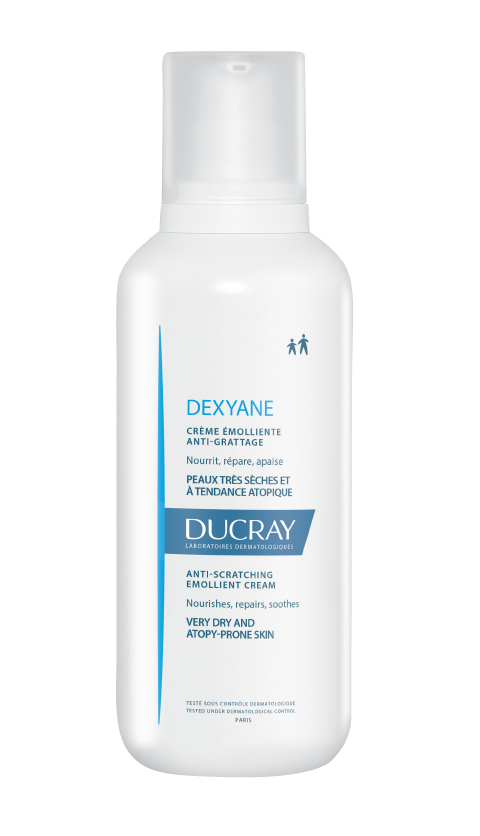 DEXYANE
CRÈME ÉMOLLIENTE
ANTI-GRATTAGE
Nourrit, répare, apaise
PEAUX TRÈS SÈCHES ET
À TENDANCE ATOPIQUE
DUCRAY
LABORATOIRES DERMATOLOGIQUES
ANTI-SCRATCHING
EMOLLIENT CREAM
Nourishes, repairs, soothes
VERY DRY AND
ATOPY-PRONE SKIN
TESTÉ SOUS CONTRÔLE DERMATOLOGIQUE
TESTED UNDER DERMATOLOGICAL CONTROL
PARIS